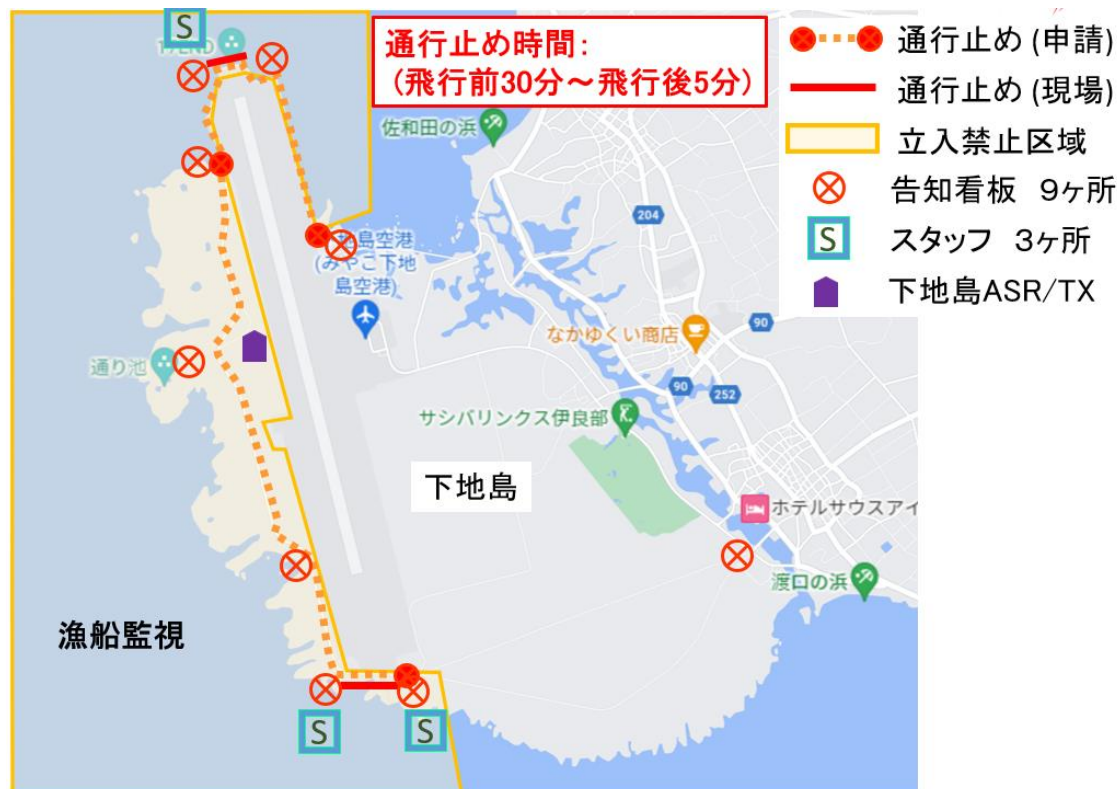 S
17END
通行止め時間:
(飛行前30分～飛行後5分)
佐和田の浜
204
島空港
(みやこ下地
島空港)
なかゆくい商店
90
通り池
90
252
サシバリンクス伊良部
下地島
ホテルサウスアイ
渡口の浜
漁船監視
S
S
通行止め (申請)
通行止め (現場)
立入禁止区域
告知看板 9ヶ所
S
スタッフ 3ヶ所
下地島ASR/TX